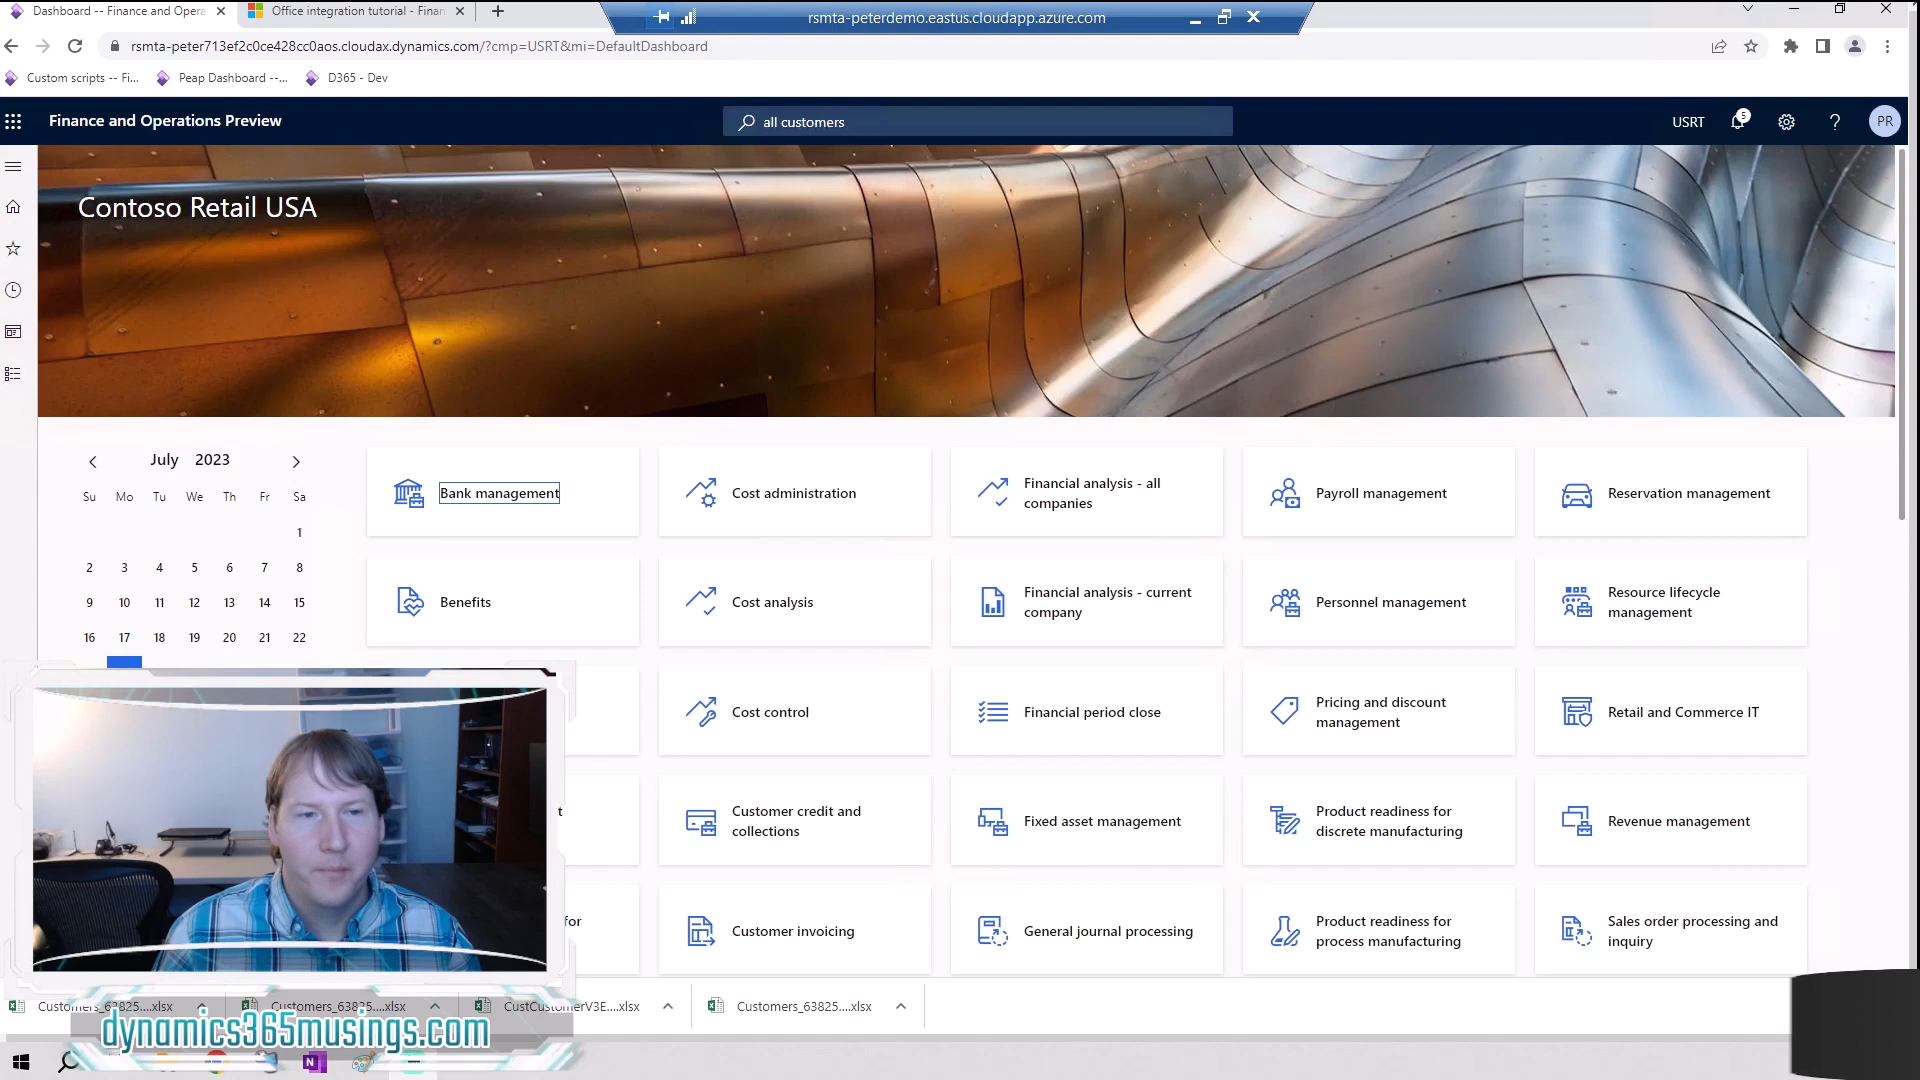 Dashboard -- Finance and Opera
Office integration tutorial - Finan
rsmta-peterdemo.eastus.cloudapp.azure.com
rsmta-peter713ef2c0ce428cc0aos.cloudax.dynamics.com/?cmp=USRT&mi=DefaultDashboard
Custom scripts -- Fi...
Peap Dashboard --...
D365 - Dev
Finance and Operations Preview
all customers
USRT
5
?
PR
Contoso Retail USA
July 2023
Su Mo Tu We Th Fr Sa
1
2 3 4 5 6 7 8
9 10 11 12 13 14 15
16 17 18 19 20 21 22
Bank management
Cost administration
Financial analysis - all
companies
Payroll management
Reservation management
Benefits
Cost analysis
Financial analysis - current
company
Personnel management
Resource lifecycle
management
Cost control
Financial period close
Pricing and discount
management
Retail and Commerce IT
t
Customer credit and
collections
Fixed asset management
Product readiness for
discrete manufacturing
Revenue management
for
Customer invoicing
General journal processing
Product readiness for
process manufacturing
Sales order processing and
inquiry
Customers_63825....xlsx
Customers_63825....xlsx
CustCustomerV3E....xlsx
Customers_63825....xlsx
dynamics365musings.com
N